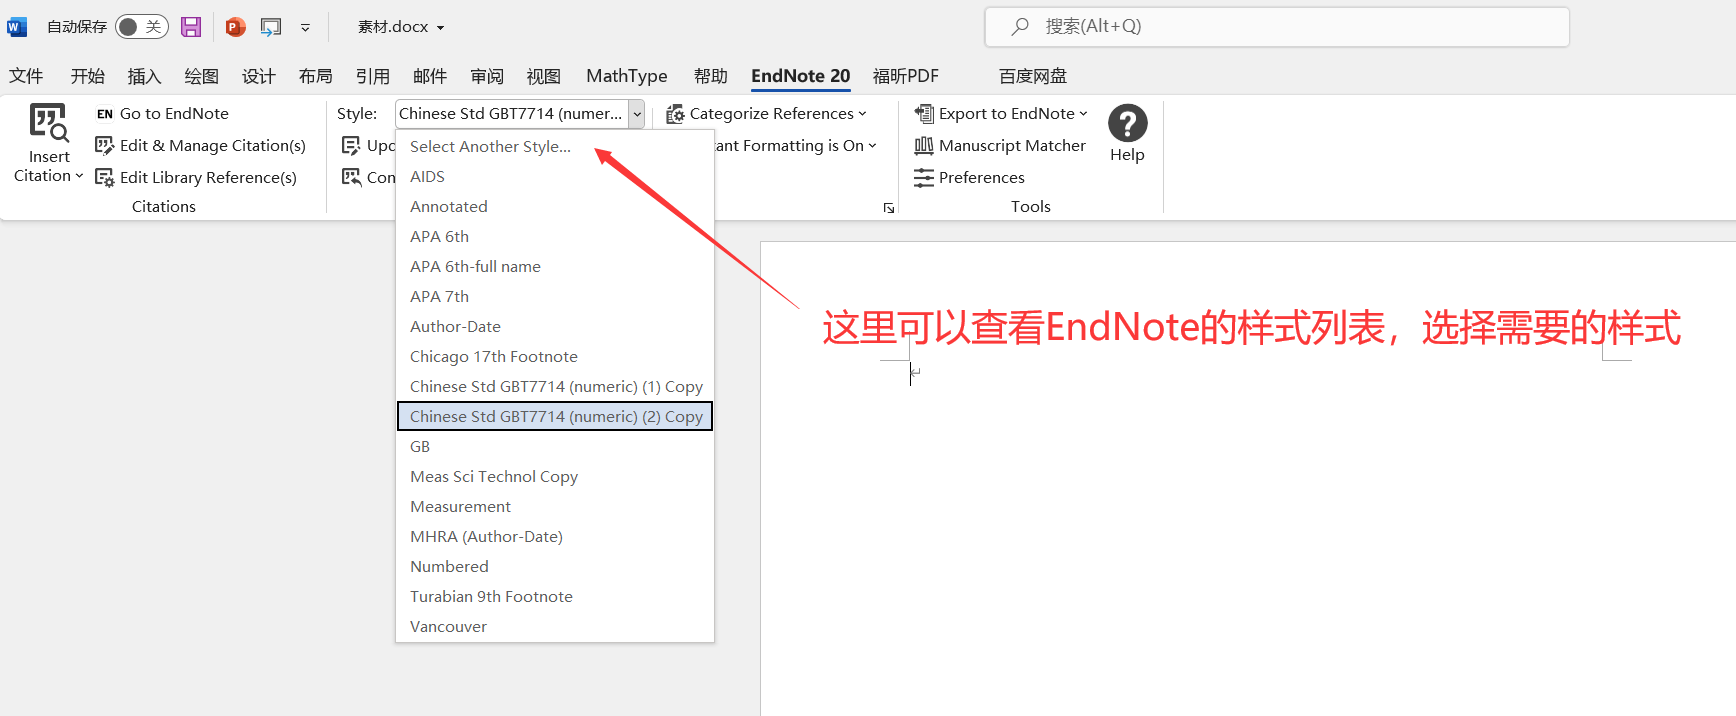 自动保存 关 素材.docx 搜索(Alt+Q)
文件 开始 插入 绘图 设计 布局 引用 邮件 审阅 视图 MathType 帮助 EndNote 20 福昕PDF 百度网盘
Insert
Citation
EN Go to EndNote
Edit & Manage Citation(s)
Edit Library Reference(s)
Citations
Style: Chinese Std GBT7714 (numer...
Upd
Con
Categorize References
tant Formatting is On
Export to EndNote
Manuscript Matcher
Preferences
Tools
Help
Select Another Style...
AIDS
Annotated
APA 6th
APA 6th-full name
APA 7th
Author-Date
Chicago 17th Footnote
Chinese Std GBT7714 (numeric) (1) Copy
Chinese Std GBT7714 (numeric) (2) Copy
GB
Meas Sci Technol Copy
Measurement
MHRA (Author-Date)
Numbered
Turabian 9th Footnote
Vancouver
这里可以查看EndNote的样式列表，选择需要的样式